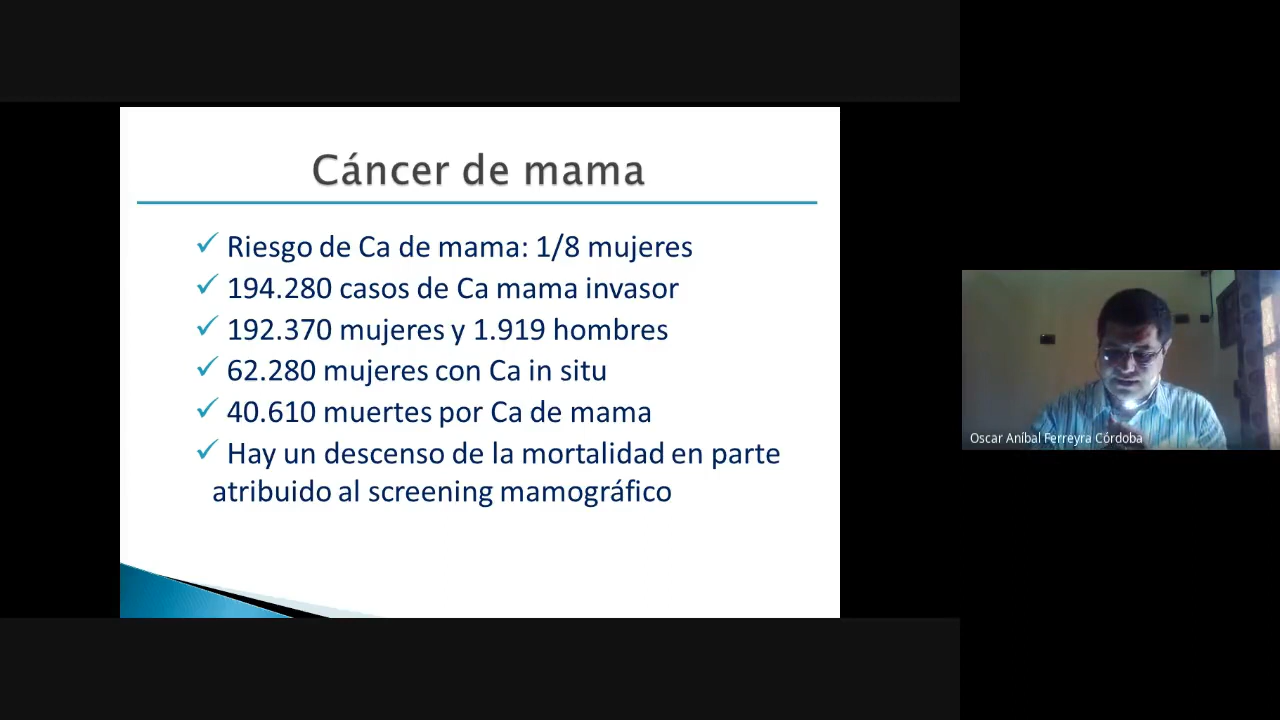 Cáncer de mama
✓ Riesgo de Ca de mama: 1/8 mujeres
✓ 194.280 casos de Ca mama invasor
✓ 192.370 mujeres y 1.919 hombres
✓ 62.280 mujeres con Ca in situ
✓ 40.610 muertes por Ca de mama
✓ Hay un descenso de la mortalidad en parte
atribuido al screening mamográfico
Oscar Aníbal Ferreyra Córdoba